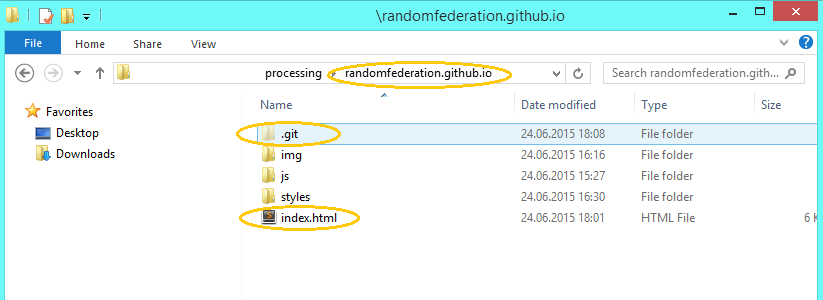 \randomfederation.github.io
File Home Share View
processing randomfederation.github.io Search randomfederation.gith...
Favorites
Desktop
Downloads
Name Date modified Type Size
.git 24.06.2015 18:08 File folder
img 24.06.2015 16:16 File folder
js 24.06.2015 15:27 File folder
styles 24.06.2015 16:30 File folder
index.html 24.06.2015 18:01 HTML File 6 K